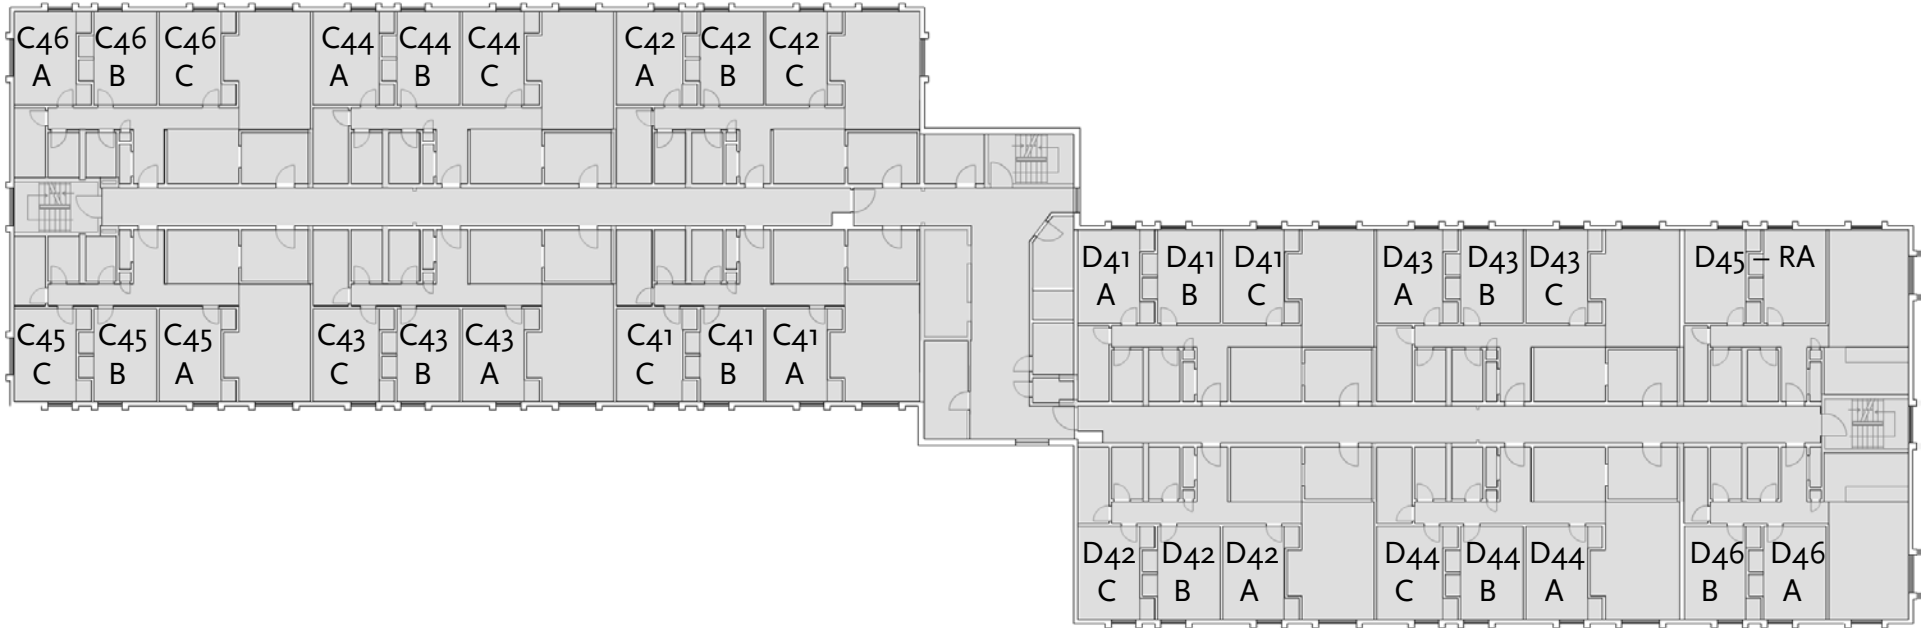 C46 C46 C46 C44 C44 C44 C42 C42 C42
A B C A B C A B C
D41 D41 D41 D43 D43 D43 D45 – RA
A B C A B C
C45 C45 C45 C43 C43 C43 C41 C41 C41
C B A C B A C B A
D42 D42 D42 D44 D44 D44 D46 D46
C B A C B A B A